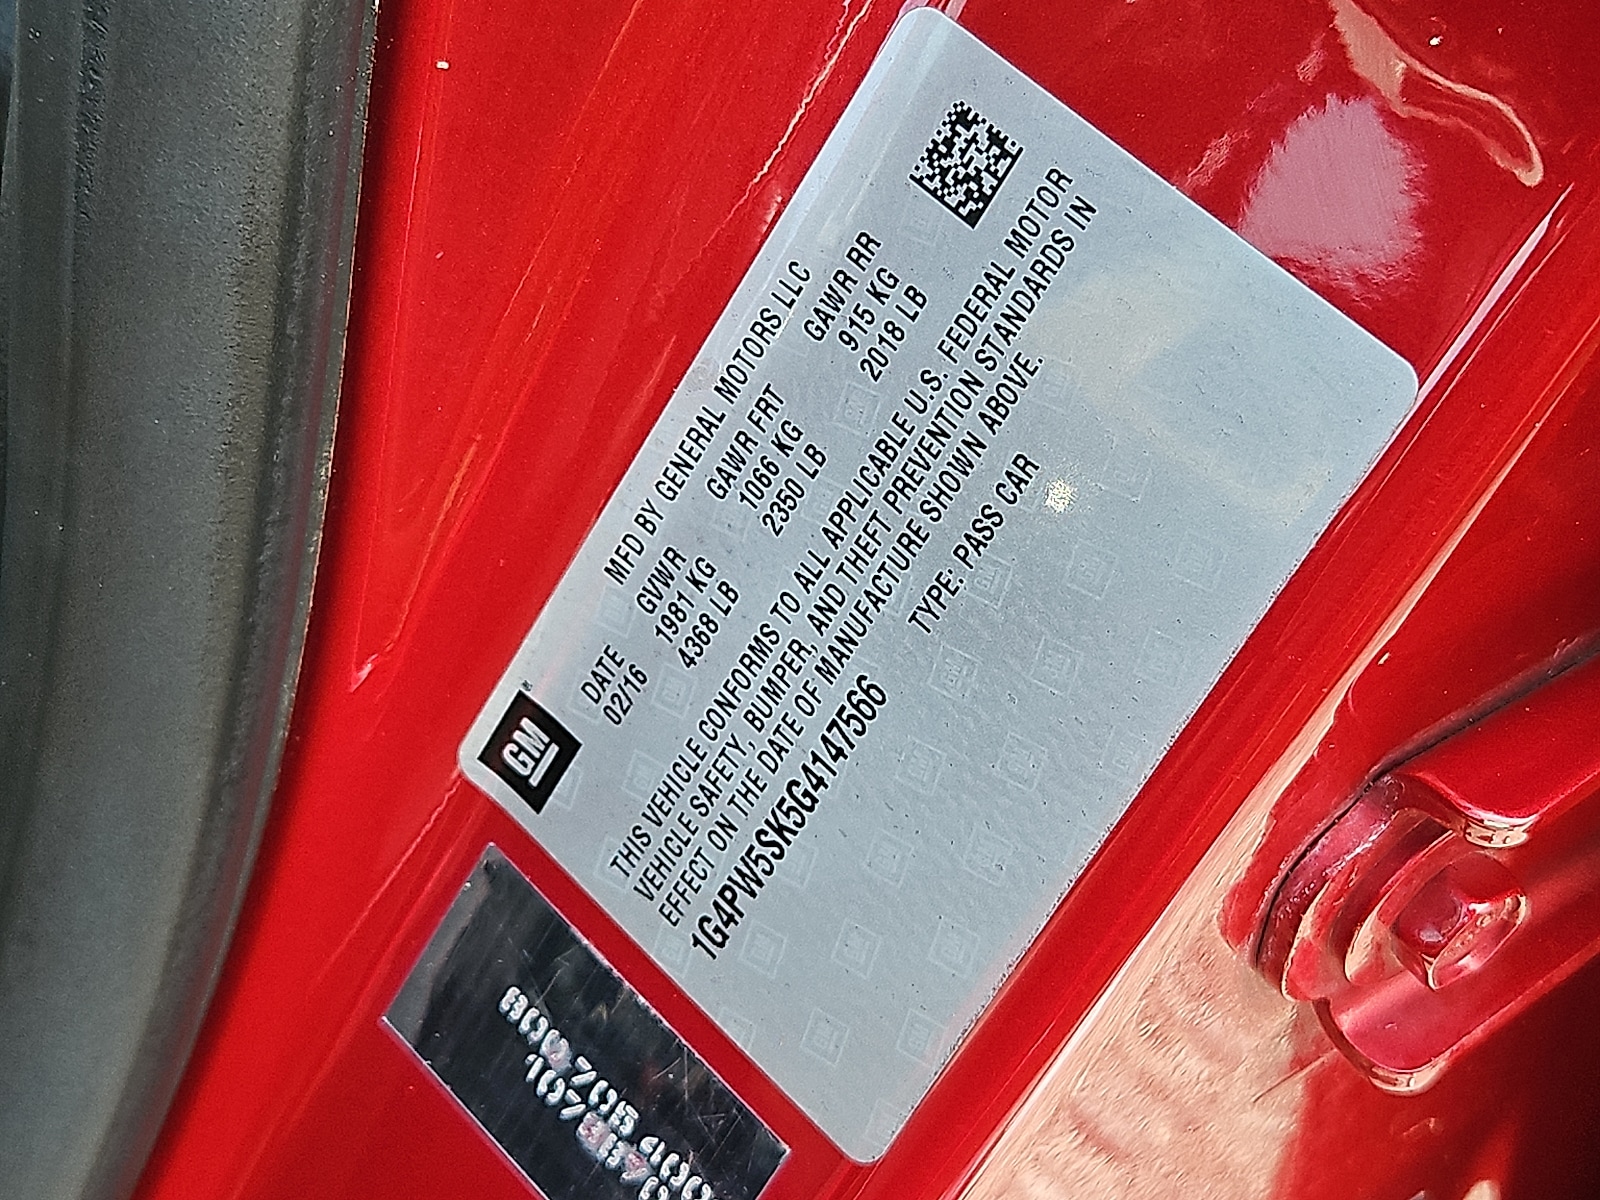 GM
MFD BY GENERAL MOTORS LLC
DATE GVWR GAWR FRT GAWR RR
02/16 1981 KG 1066 KG 915 KG
4368 LB 2350 LB 2018 LB
THIS VEHICLE CONFORMS TO ALL APPLICABLE U.S. FEDERAL MOTOR
VEHICLE SAFETY, BUMPER, AND THEFT PREVENTION STANDARDS IN
EFFECT ON THE DATE OF MANUFACTURE SHOWN ABOVE.
1G4PW5SK5G4147566 TYPE: PASS CAR